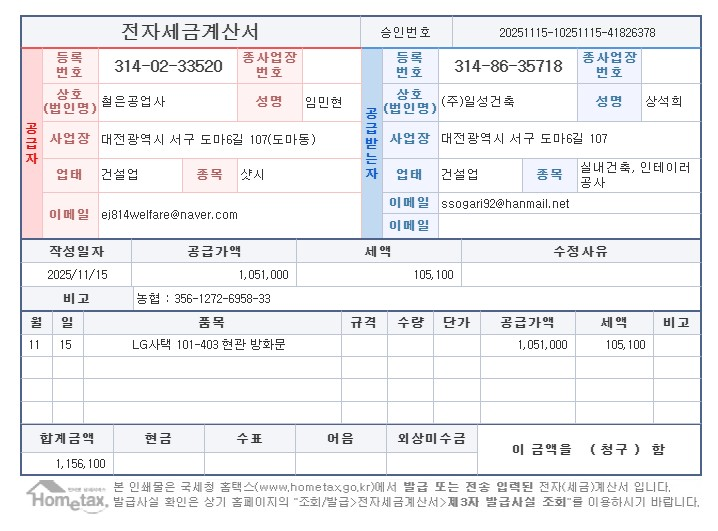 전자세금계산서 승인번호 20251115-10251115-41826378
공급자
등록번호 314-02-33520 종사업장번호
상호(법인명) 철은공업사 성명 임민현
사업장 대전광역시 서구 도마6길 107(도마동)
업태 건설업 종목 샷시
이메일 ej814welfare@naver.com
공급받는자
등록번호 314-86-35718 종사업장번호
상호(법인명) (주)일성건축 성명 상석희
사업장 대전광역시 서구 도마6길 107
업태 건설업 종목 실내건축, 인테리어
공사
이메일 ssogari92@hanmail.net
이메일
작성일자 공급가액 세액 수정사유
2025/11/15 1,051,000 105,100
비고 농협 : 356-1272-6958-33
월 일 품목 규격 수량 단가 공급가액 세액 비고
11 15 LG사택 101-403 현관 방화문 1,051,000 105,100
합계금액 현금 수표 어음 외상미수금 이 금액을 (청구) 함
1,156,100
Hometax. 본 인쇄물은 국세청 홈택스(www.hometax.go.kr)에서 발급 또는 전송 입력된 전자(세금)계산서 입니다.
발급사실 확인은 상기 홈페이지의 "조회/발급>전자세금계산서>제3자 발급사실 조회"를 이용하시기 바랍니다.